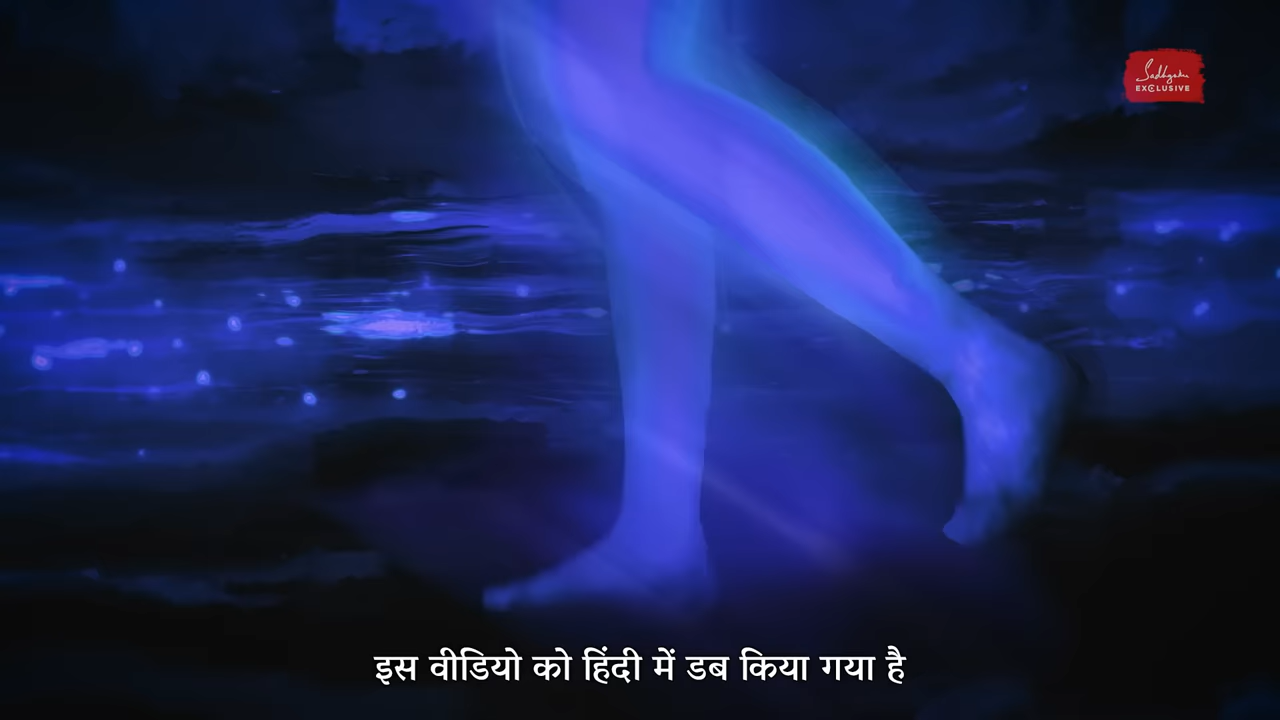 Sadhguru
EXCLUSIVE
इस वीडियो को हिंदी में डब किया गया है